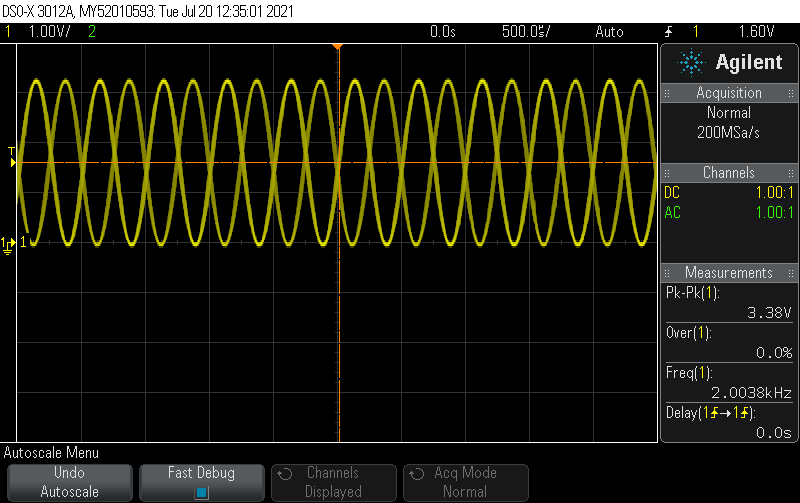 DSO-X 3012A, MY52010593: Tue Jul 20 12:35:01 2021
1 1.00V/ 2 0.0s 500.0µs/ Auto 1 1.60V
Agilent
Acquisition
Normal
200MSa/s
Channels
DC 1.00:1
AC 1.00:1
Measurements
Pk-Pk(1):
3.38V
Over(1):
0.0%
Freq(1):
2.0038kHz
Delay(1→1):
0.0s
T
1 1
Autoscale Menu
Undo
Autoscale
Fast Debug
Channels
Displayed
Acq Mode
Normal